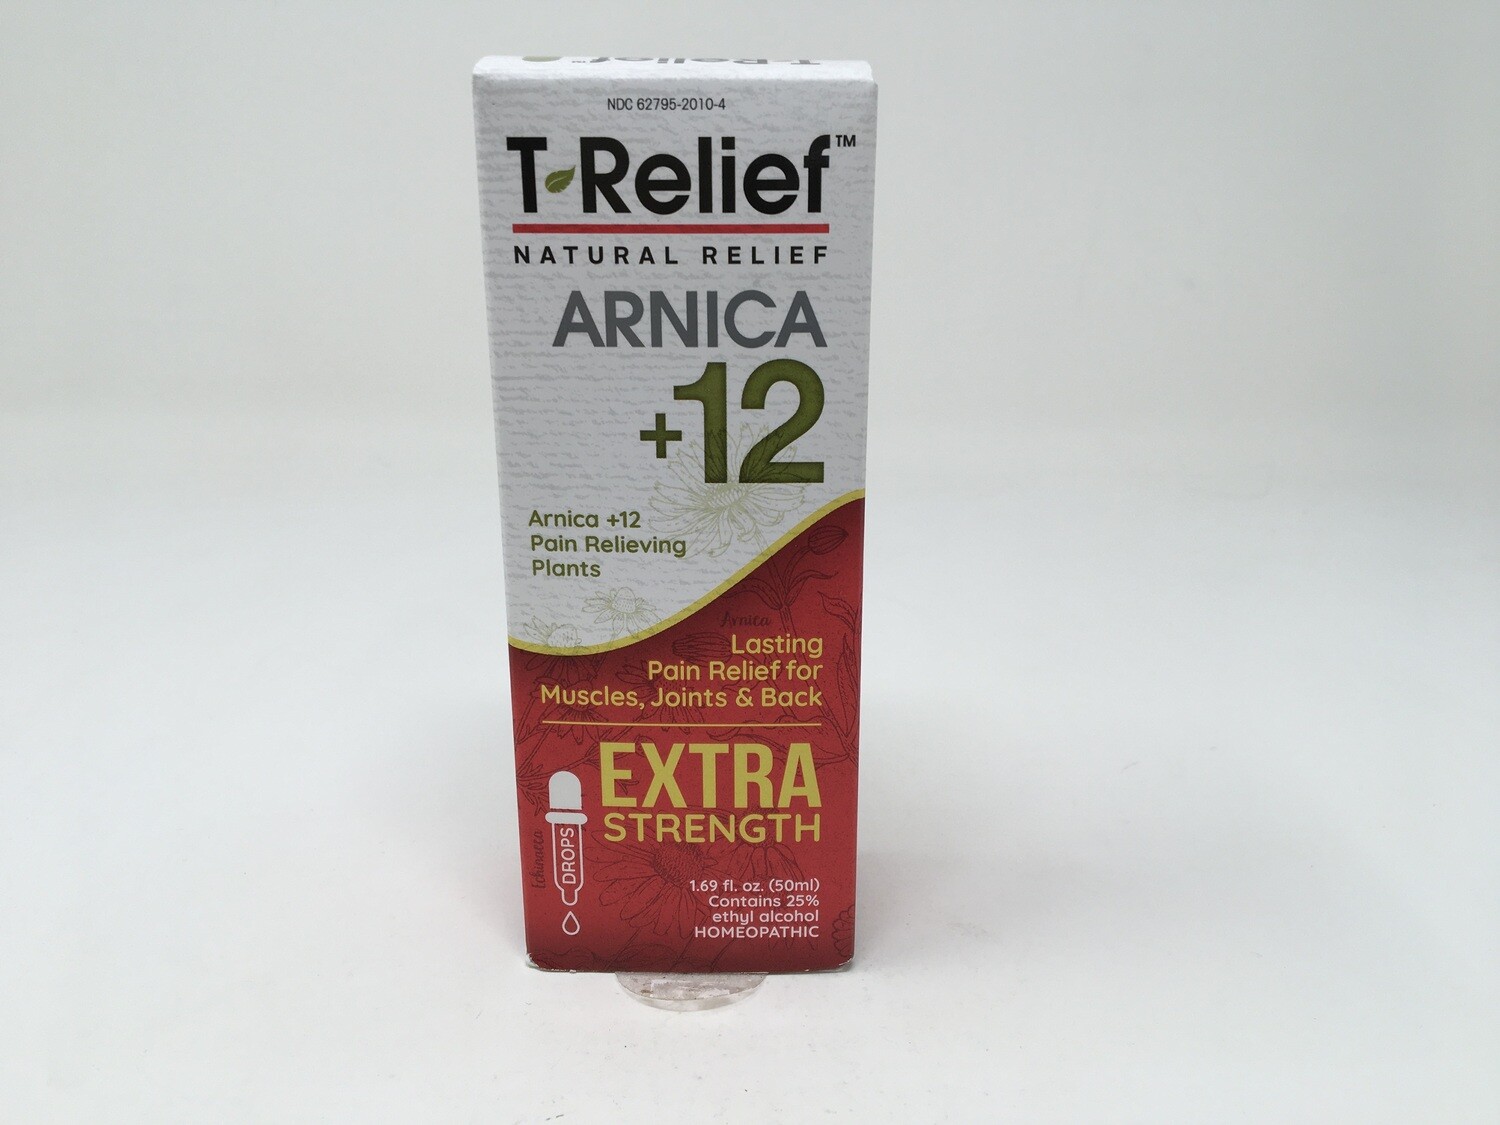 T-Relief™
NDC 62795-2010-4
T-Relief™
NATURAL RELIEF
ARNICA
+12
Arnica +12
Pain Relieving
Plants
Arnica
Lasting
Pain Relief for
Muscles, Joints & Back
EXTRA
STRENGTH
Echinacea
DROPS
1.69 fl. oz. (50ml)
Contains 25%
ethyl alcohol
HOMEOPATHIC